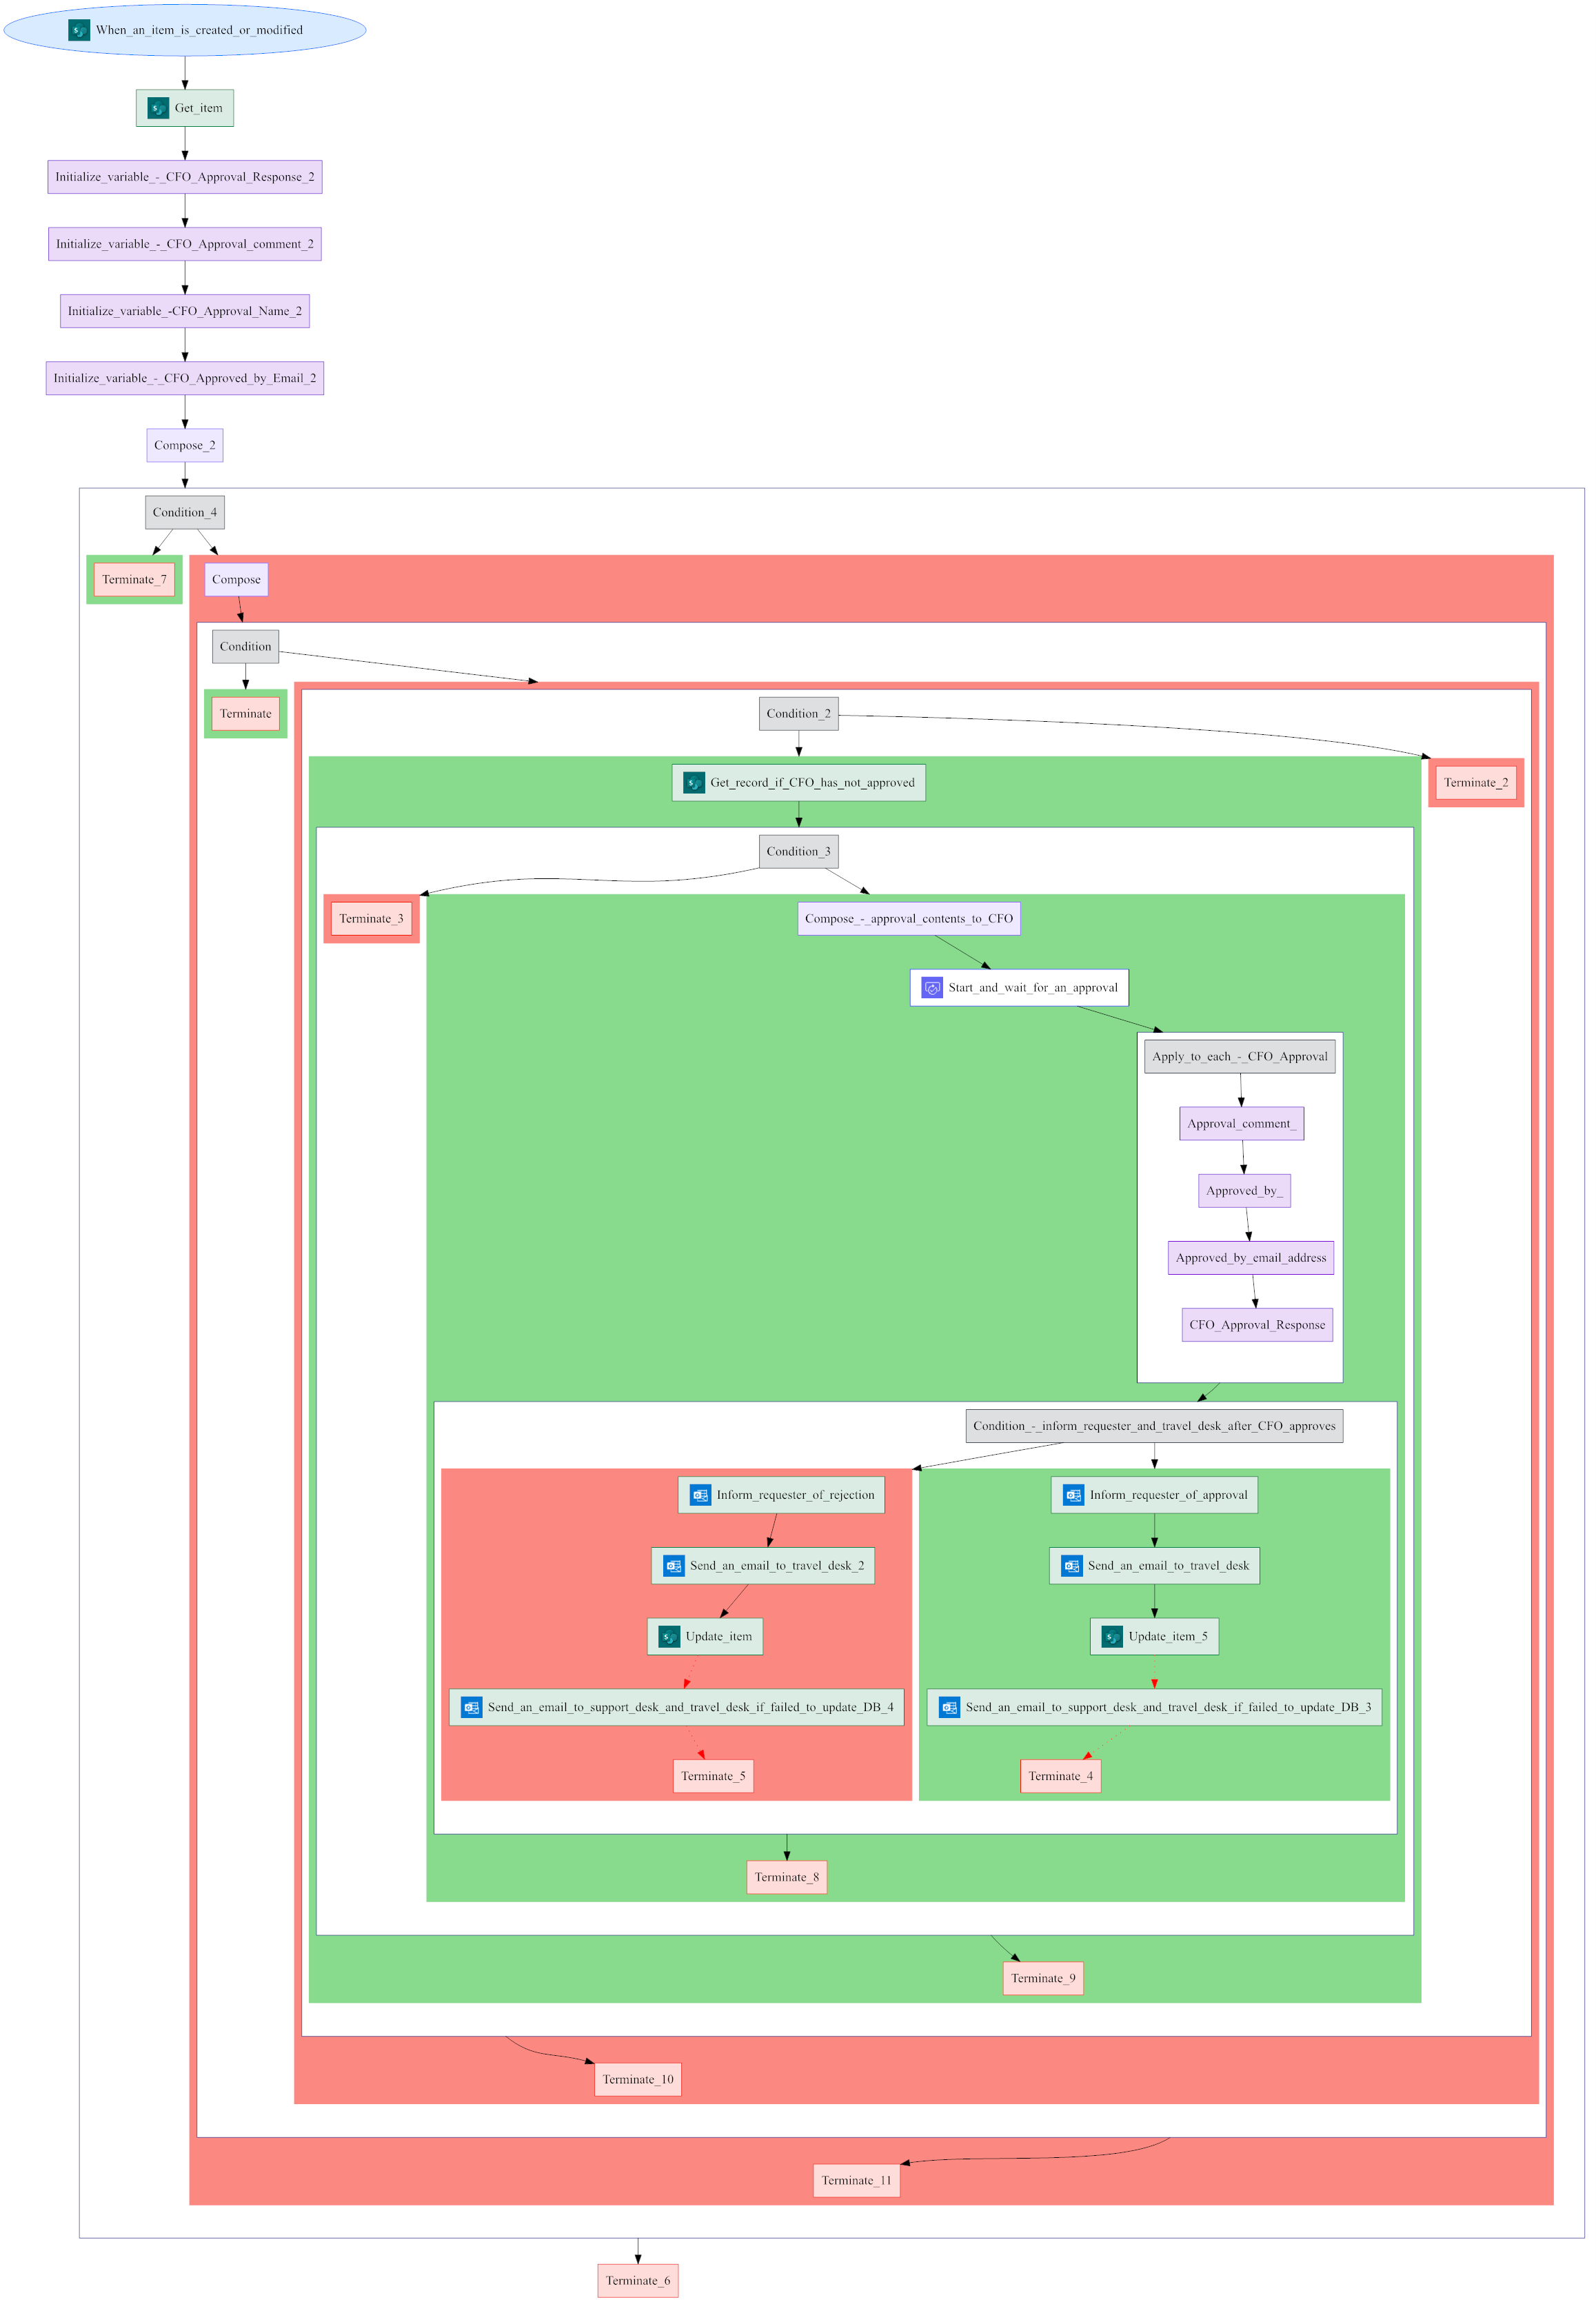 When_an_item_is_created_or_modified
Get_item
Initialize_variable_-_CFO_Approval_Response_2
Initialize_variable_-_CFO_Approval_comment_2
Initialize_variable_-CFO_Approval_Name_2
Initialize_variable_-_CFO_Approved_by_Email_2
Compose_2
Condition_4
Terminate_7
Compose
Condition
Terminate
Condition_2
Get_record_if_CFO_has_not_approved
Terminate_2
Condition_3
Terminate_3
Compose_-_approval_contents_to_CFO
Start_and_wait_for_an_approval
Apply_to_each_-_CFO_Approval
Approval_comment_
Approved_by_
Approved_by_email_address
CFO_Approval_Response
Condition_-_inform_requester_and_travel_desk_after_CFO_approves
Inform_requester_of_rejection
Inform_requester_of_approval
Send_an_email_to_travel_desk_2
Send_an_email_to_travel_desk
Update_item
Update_item_5
Send_an_email_to_support_desk_and_travel_desk_if_failed_to_update_DB_4
Send_an_email_to_support_desk_and_travel_desk_if_failed_to_update_DB_3
Terminate_5
Terminate_4
Terminate_8
Terminate_9
Terminate_10
Terminate_11
Terminate_6